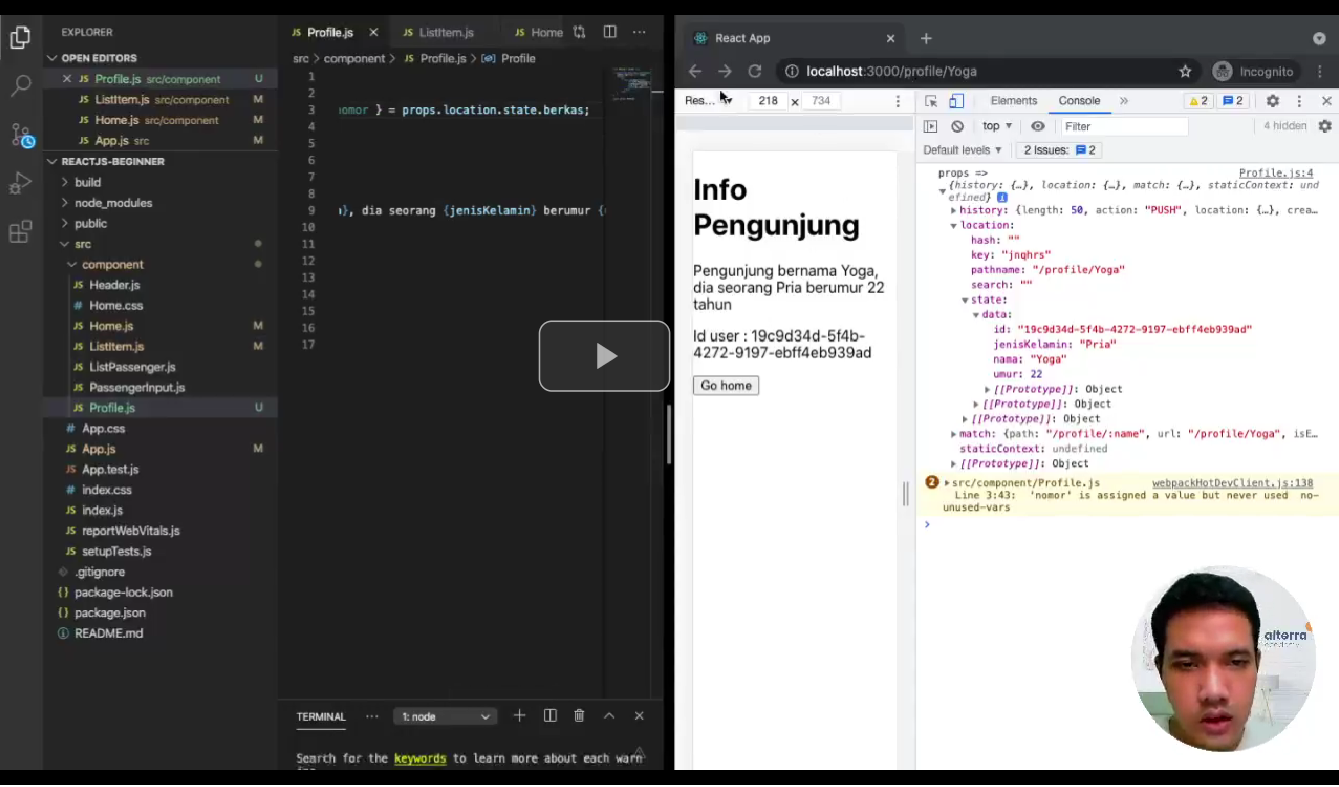 EXPLORER
OPEN EDITORS
JS Profile.js src/component U
JS ListItem.js src/component M
JS Home.js src/component M
JS App.js src M
REACTJS-BEGINNER
build
node_modules
public
src
component
JS Header.js
# Home.css
JS Home.js M
JS ListItem.js M
JS ListPassenger.js
JS PassengerInput.js
JS Profile.js U
# App.css
JS App.js M
JS App.test.js
# index.css
JS index.js
JS reportWebVitals.js
JS setupTests.js
.gitignore
{} package-lock.json
{} package.json
README.md
JS Profile.js JS ListItem.js JS Home
src > component > JS Profile.js > Profile
1
2
3 nomor } = props.location.state.berkas;
4
5
6
7
8
9 }, dia seorang {jenisKelamin} berumur {
10
11
12
13
14
15
16
17
TERMINAL ··· 1: node
Search for the keywords to learn more about each warn
ing.
React App
localhost:3000/profile/Yoga Incognito
Res... 218 x 734
Info
Pengunjung
Pengunjung bernama Yoga,
dia seorang Pria berumur 22
tahun
Id user : 19c9d34d-5f4b-
4272-9197-ebff4eb939ad
Go home
Elements Console » 2 2
top Filter 4 hidden
Default levels 2 Issues: 2
props => Profile.js:4
{history: {…}, location: {…}, match: {…}, staticContext: und
efined} i
history: {length: 50, action: "PUSH", location: {…}, crea…
location:
hash: ""
key: "jnqhrs"
pathname: "/profile/Yoga"
search: ""
state:
data:
id: "19c9d34d-5f4b-4272-9197-ebff4eb939ad"
jenisKelamin: "Pria"
nama: "Yoga"
umur: 22
[[Prototype]]: Object
[[Prototype]]: Object
[[Prototype]]: Object
match: {path: "/profile/:name", url: "/profile/Yoga", isE…
staticContext: undefined
[[Prototype]]: Object
2 src/component/Profile.js webpackHotDevClient.js:138
Line 3:43: 'nomor' is assigned a value but never used no-
unused-vars
alterra
academy